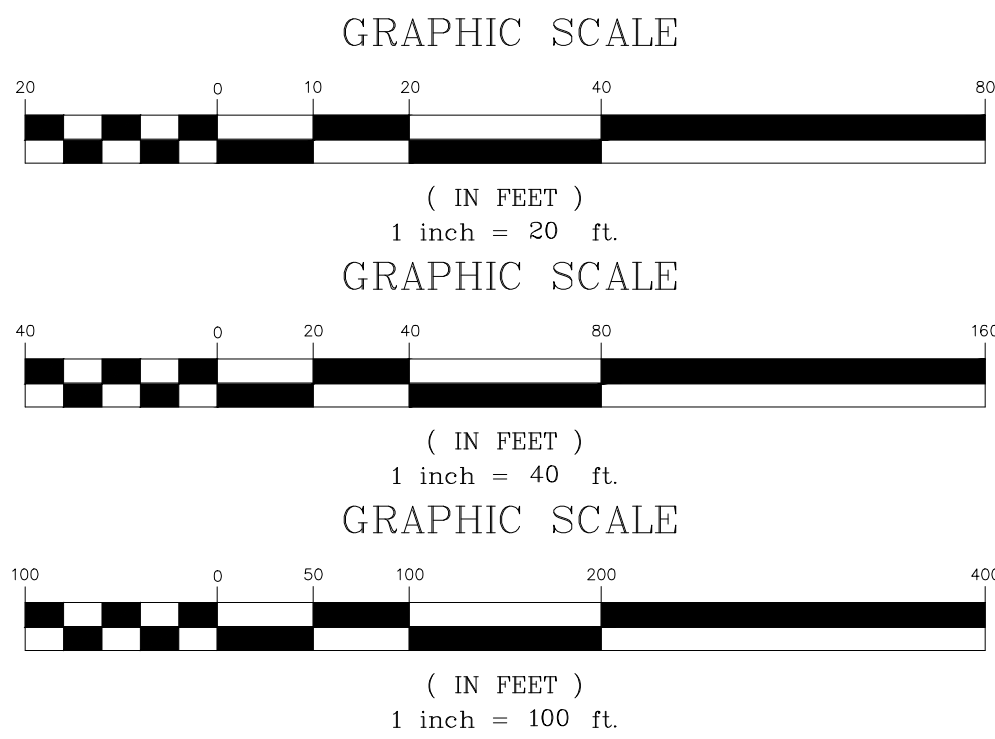 GRAPHIC SCALE
20 0 10 20 40 80
( IN FEET )
1 inch = 20 ft.
GRAPHIC SCALE
40 0 20 40 80 160
( IN FEET )
1 inch = 40 ft.
GRAPHIC SCALE
100 0 50 100 200 400
( IN FEET )
1 inch = 100 ft.